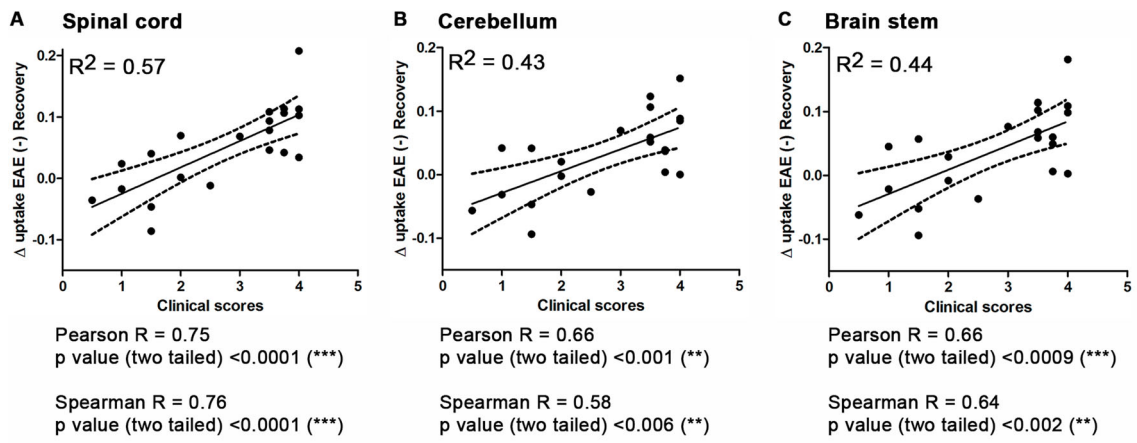 A Spinal cord
R2 = 0.57
Δ uptake EAE (-) Recovery
0.2
0.1
0.0
-0.1
0 1 2 3 4 5
Clinical scores
Pearson R = 0.75
p value (two tailed) <0.0001 (***)
Spearman R = 0.76
p value (two tailed) <0.0001 (***)
B Cerebellum
R2 = 0.43
Δ uptake EAE (-) Recovery
0.2
0.1
0.0
-0.1
0 1 2 3 4 5
Clinical scores
Pearson R = 0.66
p value (two tailed) <0.001 (**)
Spearman R = 0.58
p value (two tailed) <0.006 (**)
C Brain stem
R2 = 0.44
Δ uptake EAE (-) Recovery
0.2
0.1
0.0
-0.1
0 1 2 3 4 5
Clinical scores
Pearson R = 0.66
p value (two tailed) <0.0009 (***)
Spearman R = 0.64
p value (two tailed) <0.002 (**)